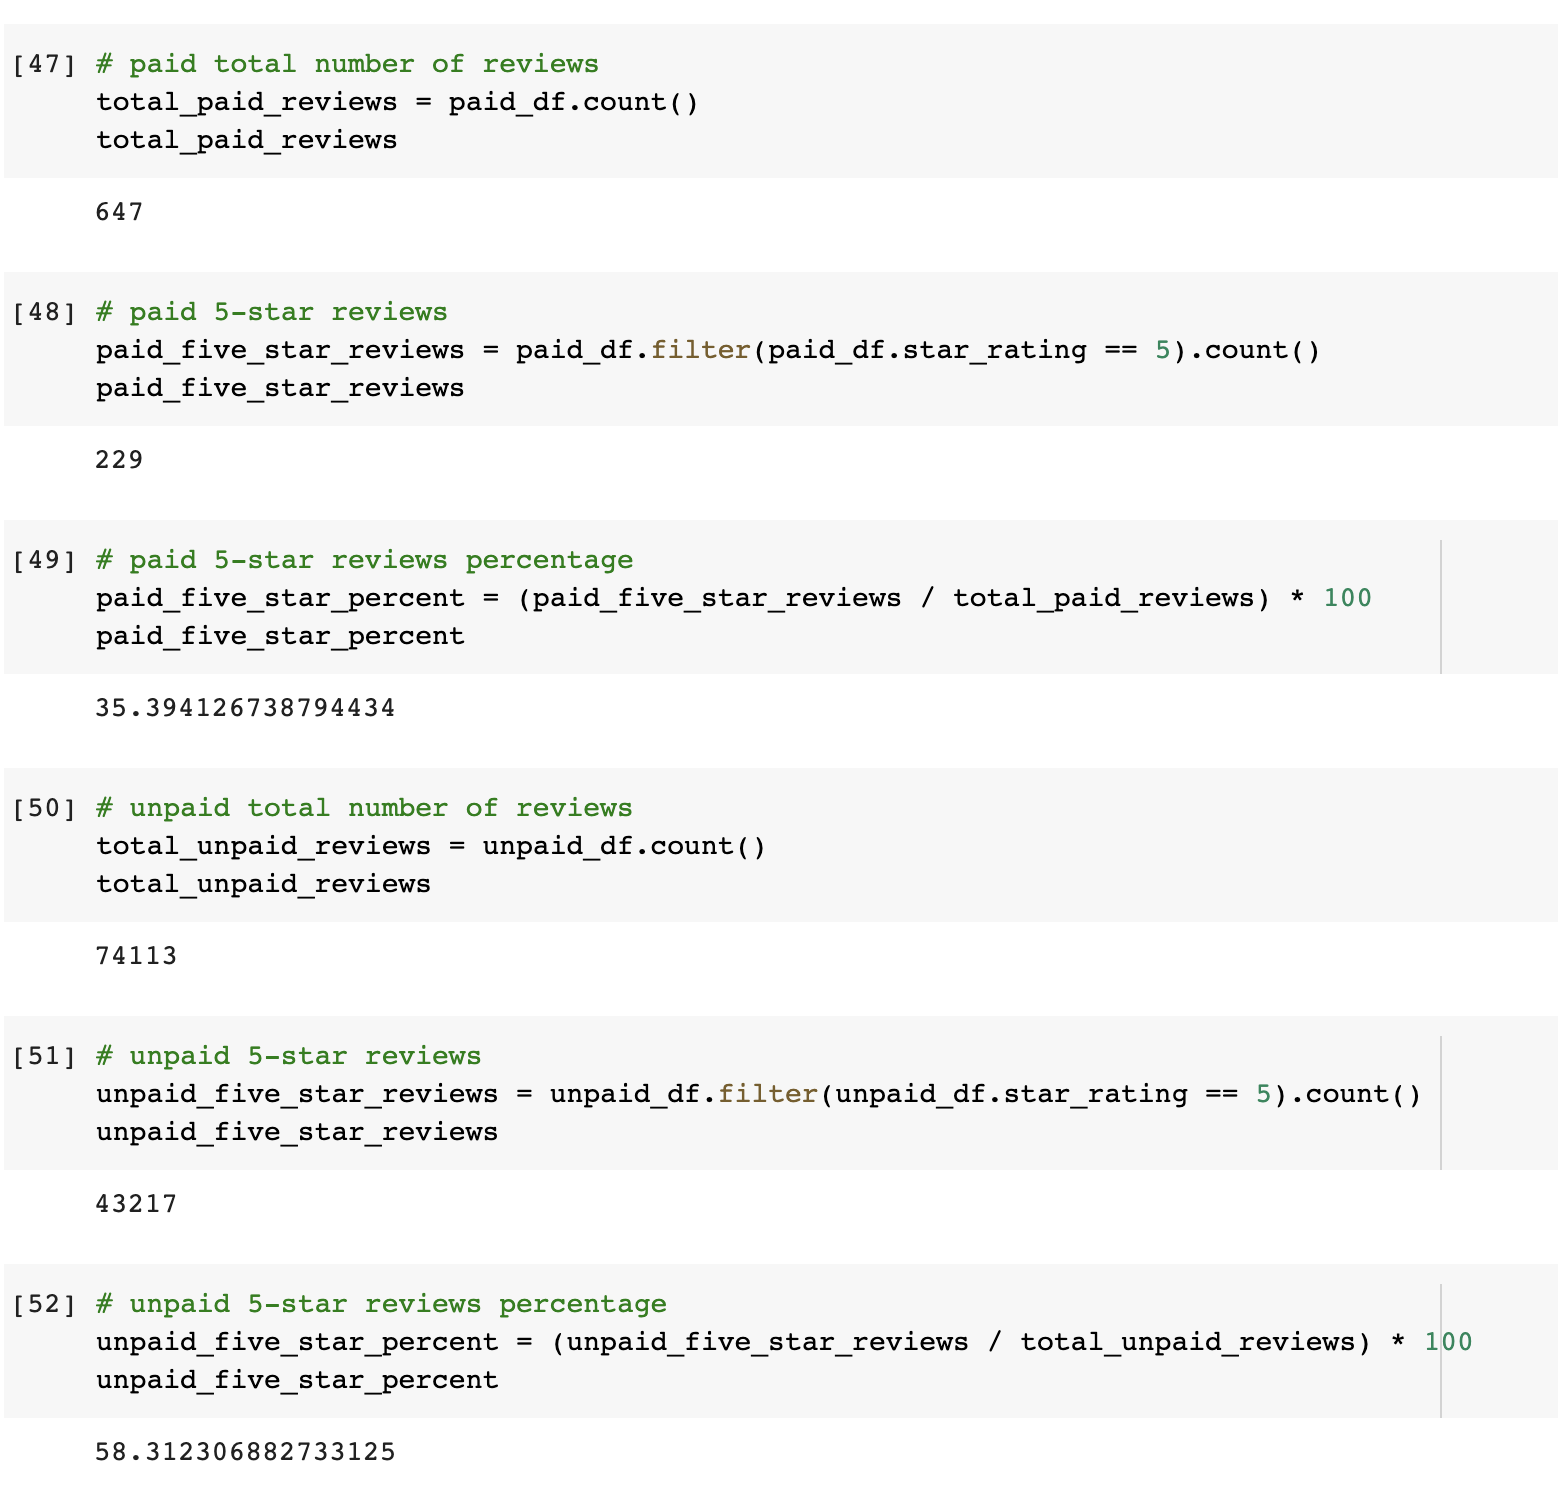 [47] # paid total number of reviews
total_paid_reviews = paid_df.count()
total_paid_reviews
647
[48] # paid 5-star reviews
paid_five_star_reviews = paid_df.filter(paid_df.star_rating == 5).count()
paid_five_star_reviews
229
[49] # paid 5-star reviews percentage
paid_five_star_percent = (paid_five_star_reviews / total_paid_reviews) * 100
paid_five_star_percent
35.394126738794434
[50] # unpaid total number of reviews
total_unpaid_reviews = unpaid_df.count()
total_unpaid_reviews
74113
[51] # unpaid 5-star reviews
unpaid_five_star_reviews = unpaid_df.filter(unpaid_df.star_rating == 5).count()
unpaid_five_star_reviews
43217
[52] # unpaid 5-star reviews percentage
unpaid_five_star_percent = (unpaid_five_star_reviews / total_unpaid_reviews) * 100
unpaid_five_star_percent
58.312306882733125